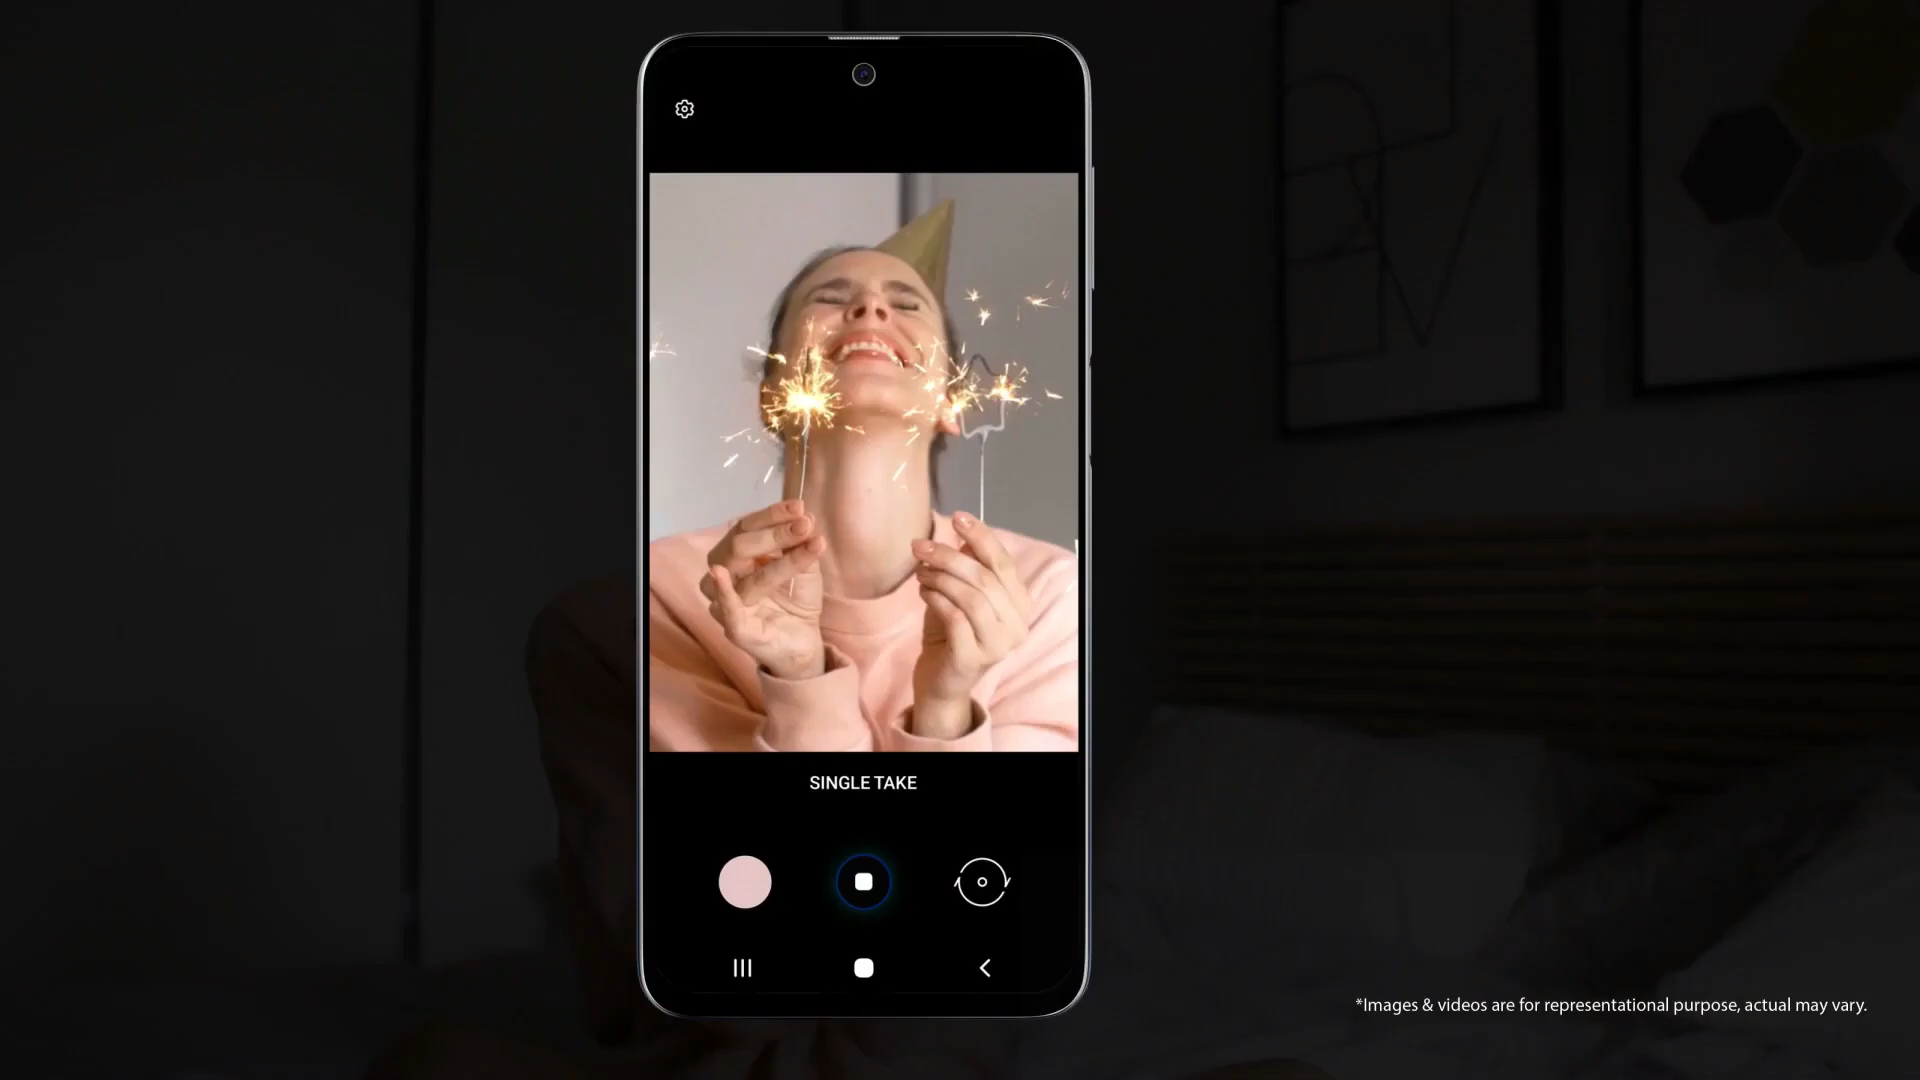 SINGLE TAKE
*Images & videos are for representational purpose, actual may vary.